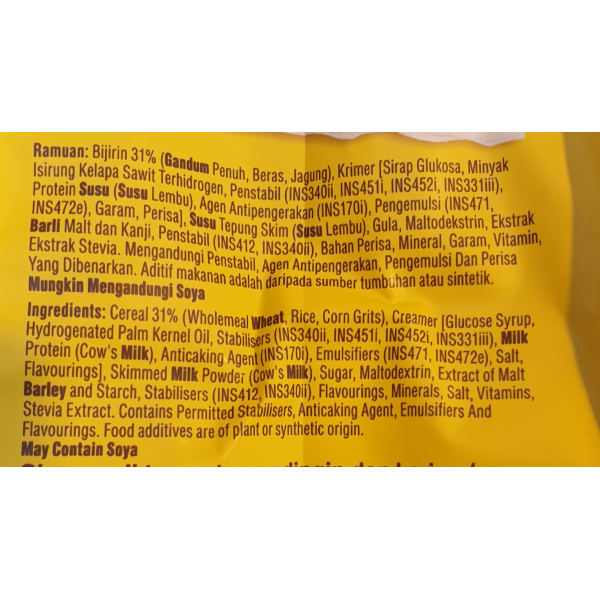 Ramuan: Bijirin 31% (Gandum Penuh, Beras, Jagung), Krimer [Sirap Glukosa, Minyak
Isirung Kelapa Sawit Terhidrogen, Penstabil (INS340ii, INS451i, INS452i, INS331iii),
Protein Susu (Susu Lembu), Agen Antipengerakan (INS170i), Pengemulsi (INS471,
INS472e), Garam, Perisa], Susu Tepung Skim (Susu Lembu), Gula, Maltodekstrin, Ekstrak
Barli Malt dan Kanji, Penstabil (INS412, INS340ii), Bahan Perisa, Mineral, Garam, Vitamin,
Ekstrak Stevia. Mengandungi Penstabil, Agen Antipengerakan, Pengemulsi Dan Perisa
Yang Dibenarkan. Aditif makanan adalah daripada sumber tumbuhan atau sintetik.
Mungkin Mengandungi Soya
Ingredients: Cereal 31% (Wholemeal Wheat, Rice, Corn Grits), Creamer [Glucose Syrup,
Hydrogenated Palm Kernel Oil, Stabilisers (INS340ii, INS451i, INS452i, INS331iii), Milk
Protein (Cow's Milk), Anticaking Agent (INS170i), Emulsifiers (INS471, INS472e), Salt,
Flavourings], Skimmed Milk Powder (Cow's Milk), Sugar, Maltodextrin, Extract of Malt
Barley and Starch, Stabilisers (INS412, INS340ii), Flavourings, Minerals, Salt, Vitamins,
Stevia Extract. Contains Permitted Stabilisers, Anticaking Agent, Emulsifiers And
Flavourings. Food additives are of plant or synthetic origin.
May Contain Soya